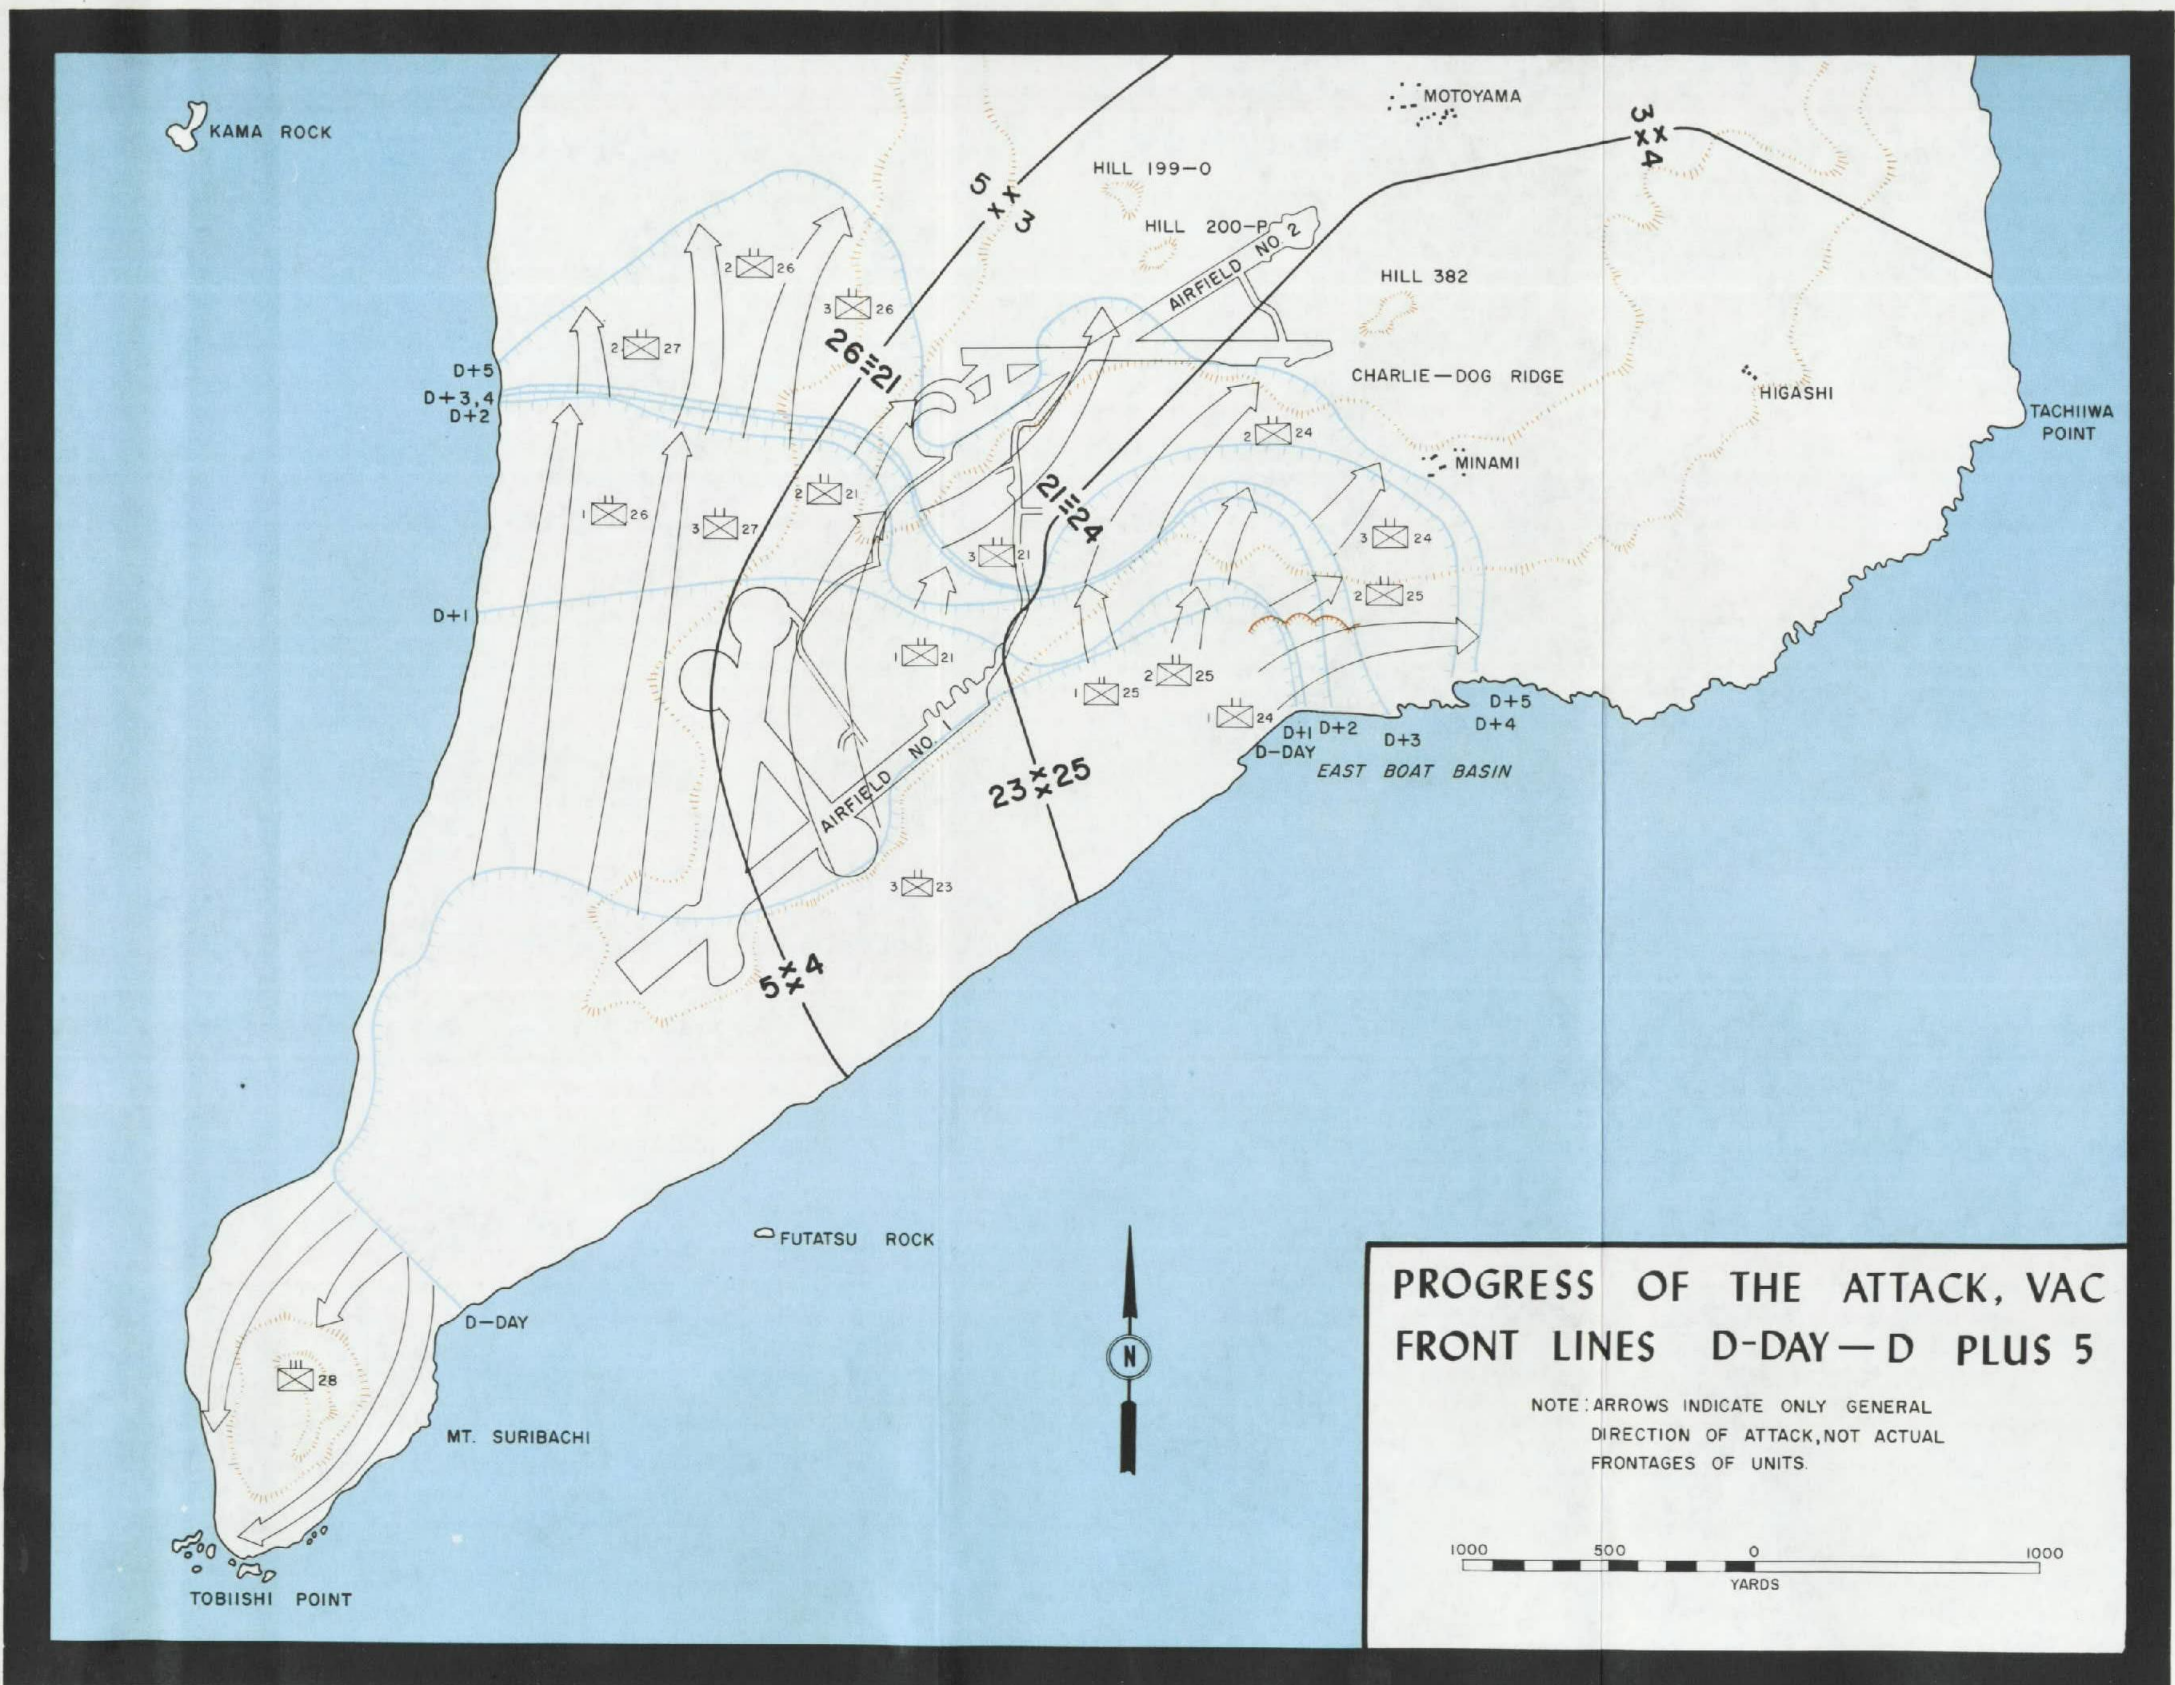 KAMA ROCK
MOTOYAMA
3 XX 4
HILL 199-O
5 XX 3
HILL 200-P
AIRFIELD NO. 2
HILL 382
2 26
3 26
2 27
26 ≡ 21
D+5
D+3,4
D+2
CHARLIE—DOG RIDGE
HIGASHI
TACHIIWA
POINT
2 24
MINAMI
2 21
1 26
3 27
21 ≡ 24
3 21
3 24
2 25
D+1
1 21
1 25
2 25
1 24
D+5
D+4
D+1
D+2
D+3
D-DAY
EAST BOAT BASIN
AIRFIELD NO. 1
23 XX 25
3 23
5 XX 4
FUTATSU ROCK
D-DAY
28
MT. SURIBACHI
TOBIISHI POINT
N
PROGRESS OF THE ATTACK, VAC
FRONT LINES D-DAY — D PLUS 5
NOTE: ARROWS INDICATE ONLY GENERAL
DIRECTION OF ATTACK, NOT ACTUAL
FRONTAGES OF UNITS.
1000 500 0 1000
YARDS